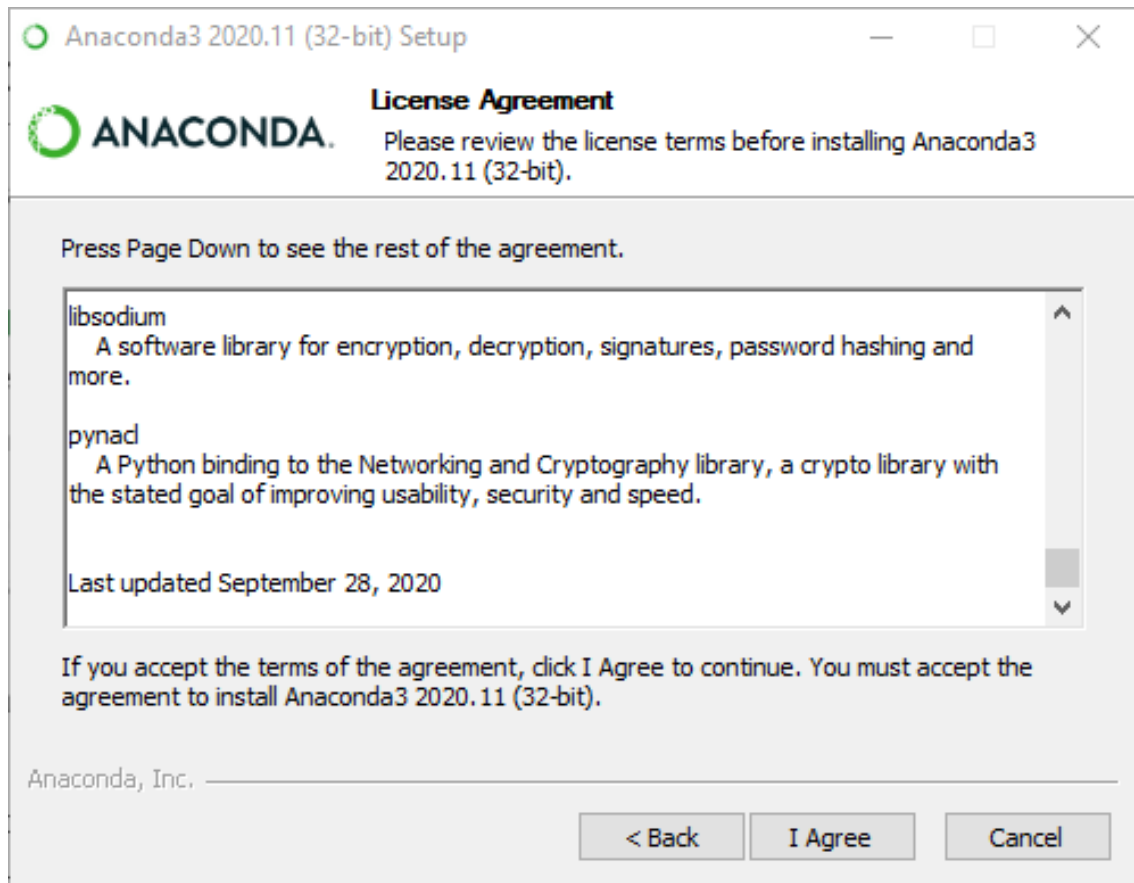 Anaconda3 2020.11 (32-bit) Setup
ANACONDA.
License Agreement
Please review the license terms before installing Anaconda3
2020.11 (32-bit).
Press Page Down to see the rest of the agreement.
libsodium
A software library for encryption, decryption, signatures, password hashing and
more.
pynacl
A Python binding to the Networking and Cryptography library, a crypto library with
the stated goal of improving usability, security and speed.
Last updated September 28, 2020
If you accept the terms of the agreement, click I Agree to continue. You must accept the
agreement to install Anaconda3 2020.11 (32-bit).
Anaconda, Inc.
< Back
I Agree
Cancel